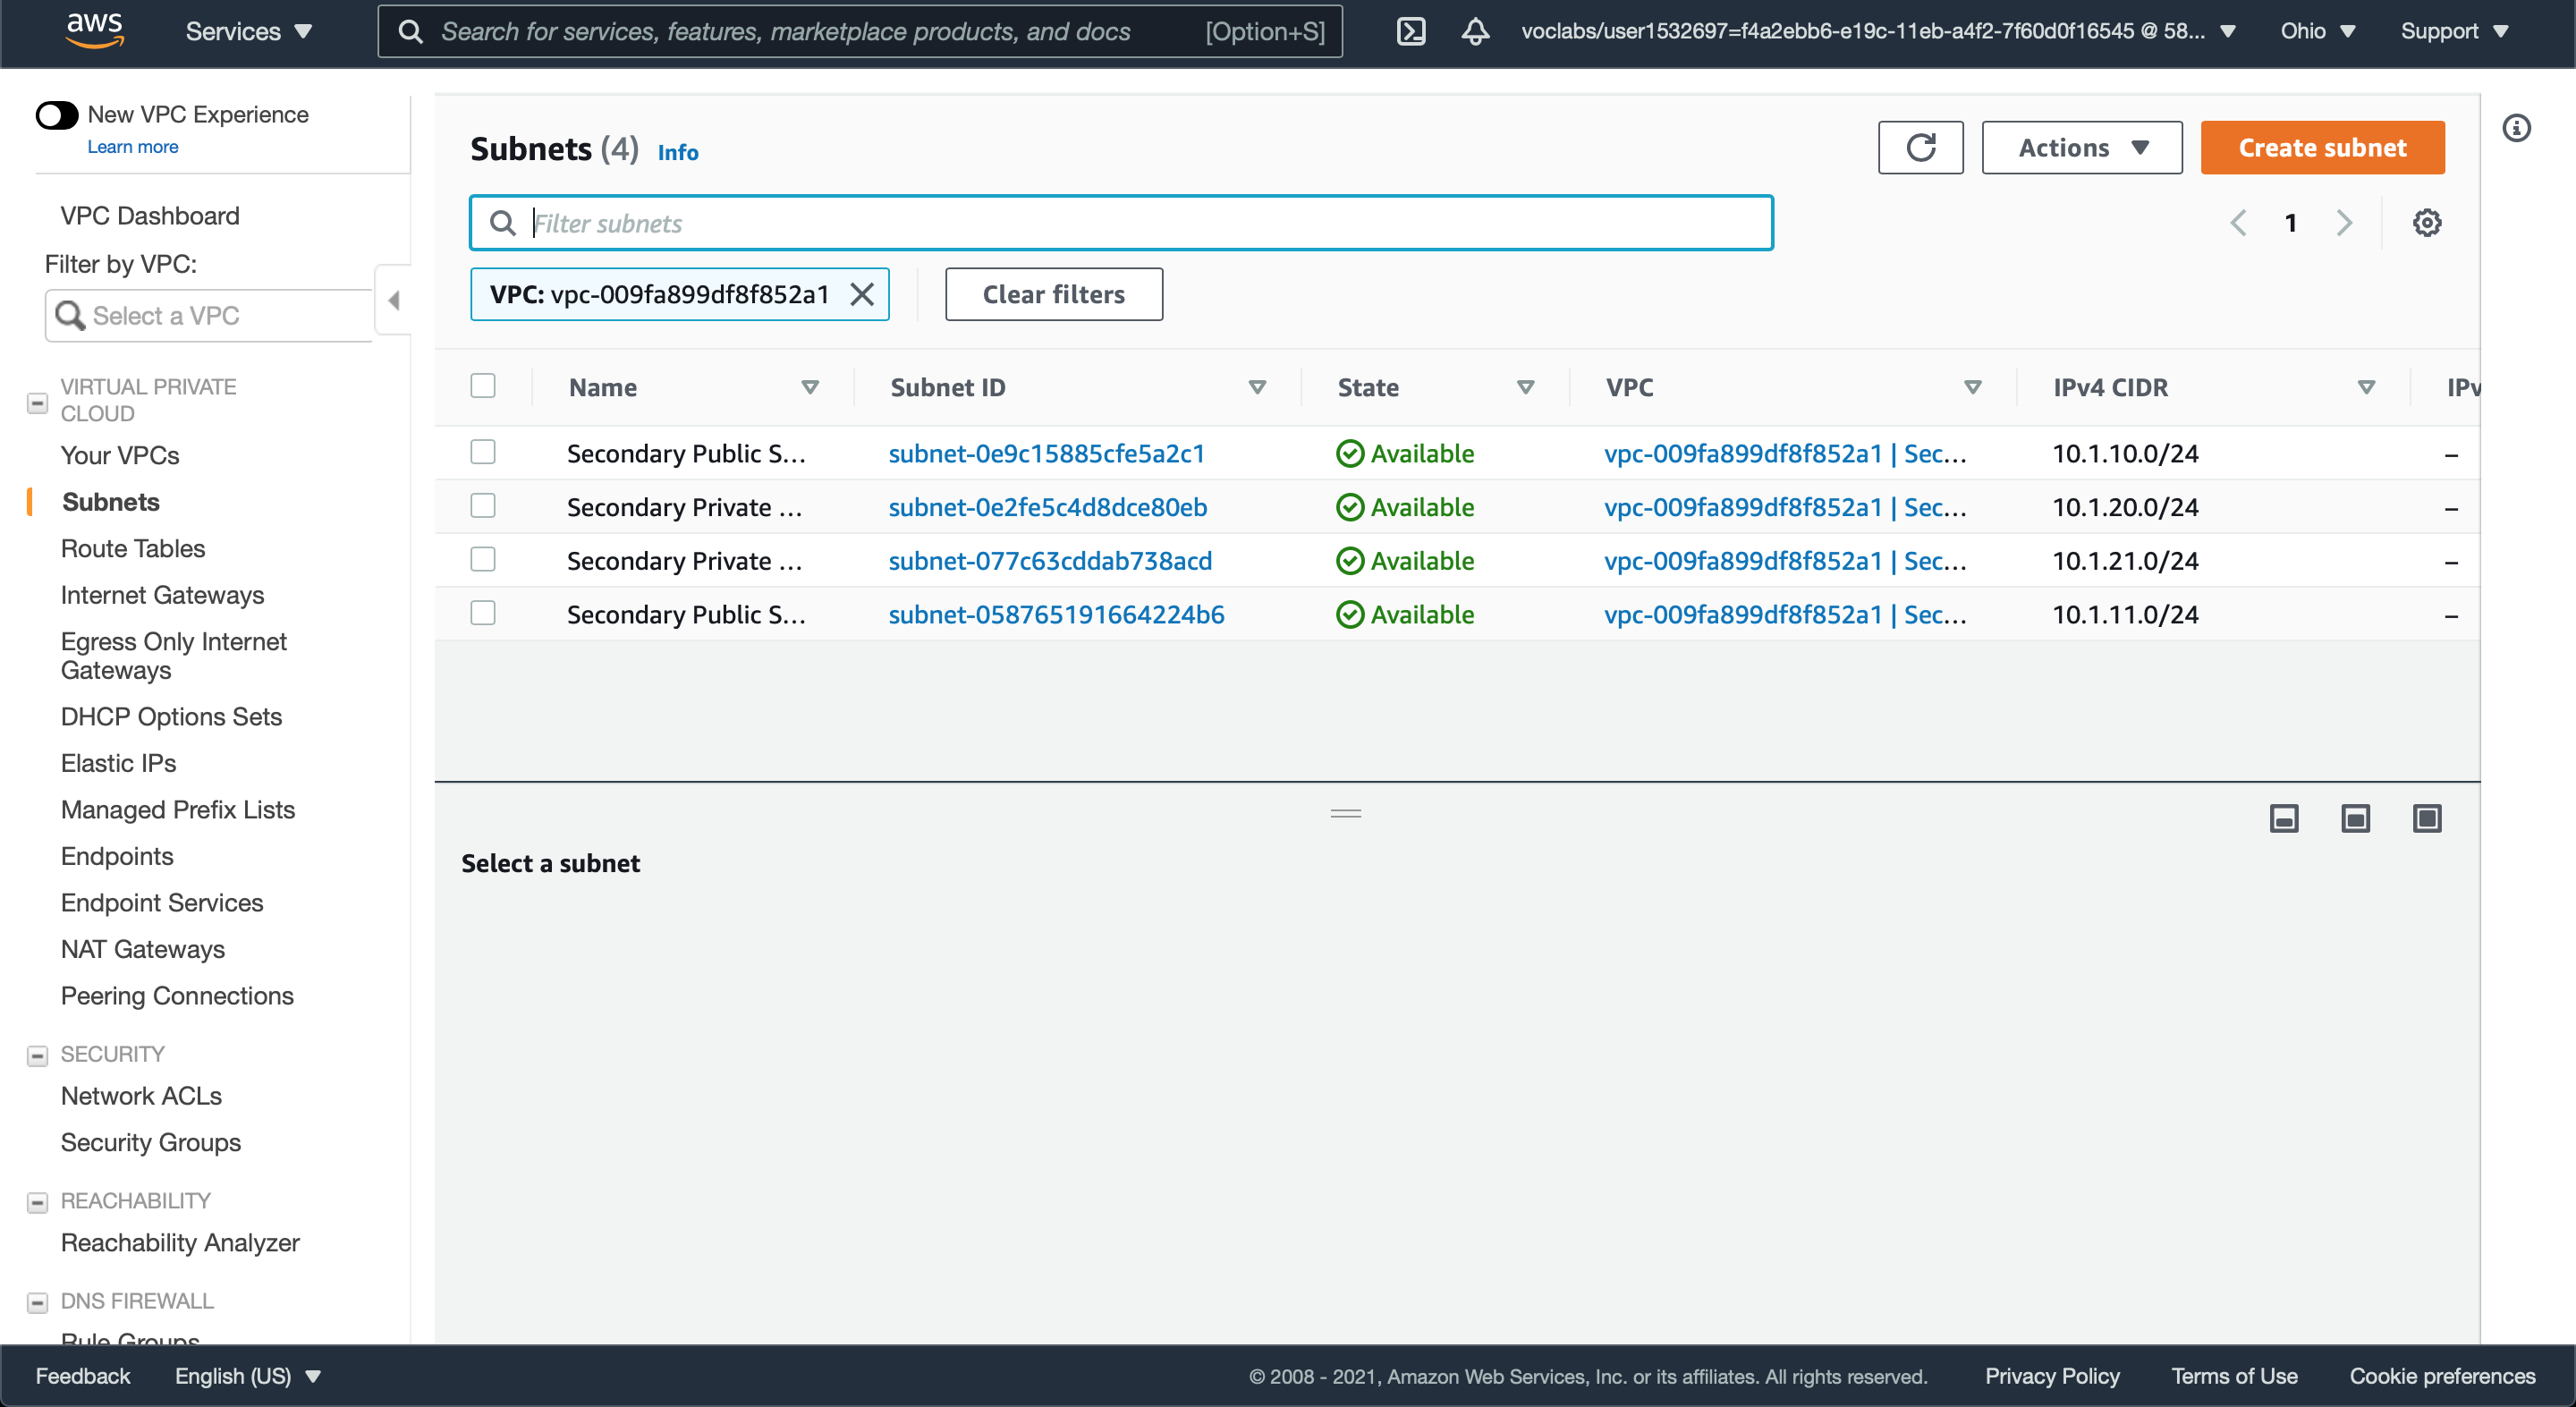 aws
Services
Search for services, features, marketplace products, and docs
[Option+S]
voclabs/user1532697=f4a2ebb6-e19c-11eb-a4f2-7f60d0f16545 @ 58...
Ohio
Support
New VPC Experience
Learn more
VPC Dashboard
Filter by VPC:
Select a VPC
VIRTUAL PRIVATE
CLOUD
Your VPCs
Subnets
Route Tables
Internet Gateways
Egress Only Internet
Gateways
DHCP Options Sets
Elastic IPs
Managed Prefix Lists
Endpoints
Endpoint Services
NAT Gateways
Peering Connections
SECURITY
Network ACLs
Security Groups
REACHABILITY
Reachability Analyzer
DNS FIREWALL
Rule Groups
Subnets (4) Info
Actions
Create subnet
Filter subnets
1
VPC: vpc-009fa899df8f852a1
Clear filters
Name Subnet ID State VPC IPv4 CIDR IPv
Secondary Public S... subnet-0e9c15885cfe5a2c1 Available vpc-009fa899df8f852a1 | Sec... 10.1.10.0/24 –
Secondary Private ... subnet-0e2fe5c4d8dce80eb Available vpc-009fa899df8f852a1 | Sec... 10.1.20.0/24 –
Secondary Private ... subnet-077c63cddab738acd Available vpc-009fa899df8f852a1 | Sec... 10.1.21.0/24 –
Secondary Public S... subnet-058765191664224b6 Available vpc-009fa899df8f852a1 | Sec... 10.1.11.0/24 –
Select a subnet
Feedback
English (US)
© 2008 - 2021, Amazon Web Services, Inc. or its affiliates. All rights reserved.
Privacy Policy
Terms of Use
Cookie preferences